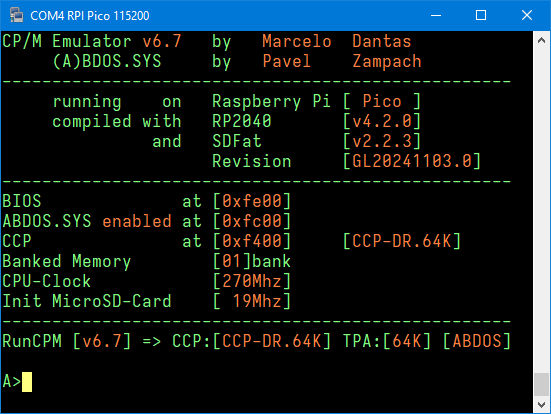 COM4 RPI Pico 115200
CP/M Emulator v6.7 by Marcelo Dantas
(A)BDOS.SYS by Pavel Zampach
---------------------------------------------------
running on Raspberry Pi [ Pico ]
compiled with RP2040 [v4.2.0]
and SDFat [v2.2.3]
Revision [GL20241103.0]
---------------------------------------------------
BIOS at [0xfe00]
ABDOS.SYS enabled at [0xfc00]
CCP at [0xf400] [CCP-DR.64K]
Banked Memory [01]bank
CPU-Clock [270Mhz]
Init MicroSD-Card [ 19Mhz]
---------------------------------------------------
RunCPM [v6.7] => CCP:[CCP-DR.64K] TPA:[64K] [ABDOS]
A>